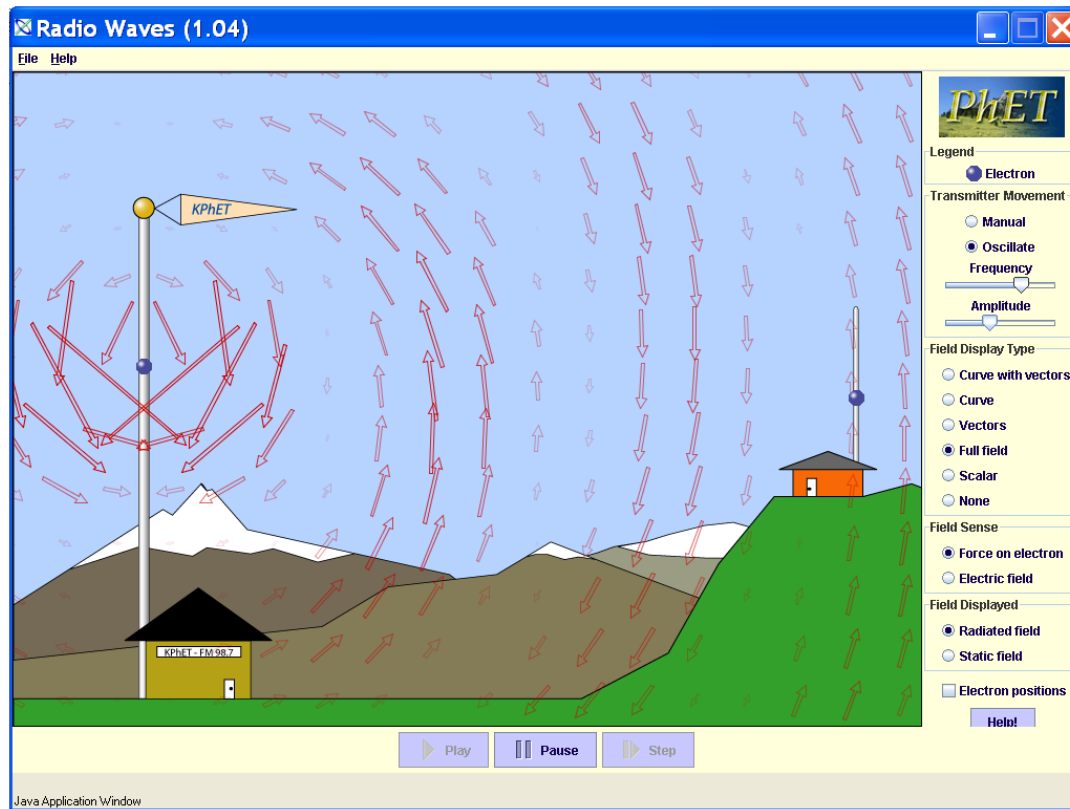 Radio Waves (1.04)
File Help
KPhET
KPhET - FM 98.7
PhET
Legend
Electron
Transmitter Movement
Manual
Oscillate
Frequency
Amplitude
Field Display Type
Curve with vectors
Curve
Vectors
Full field
Scalar
None
Field Sense
Force on electron
Electric field
Field Displayed
Radiated field
Static field
Electron positions
Help!
Play Pause Step
Java Application Window